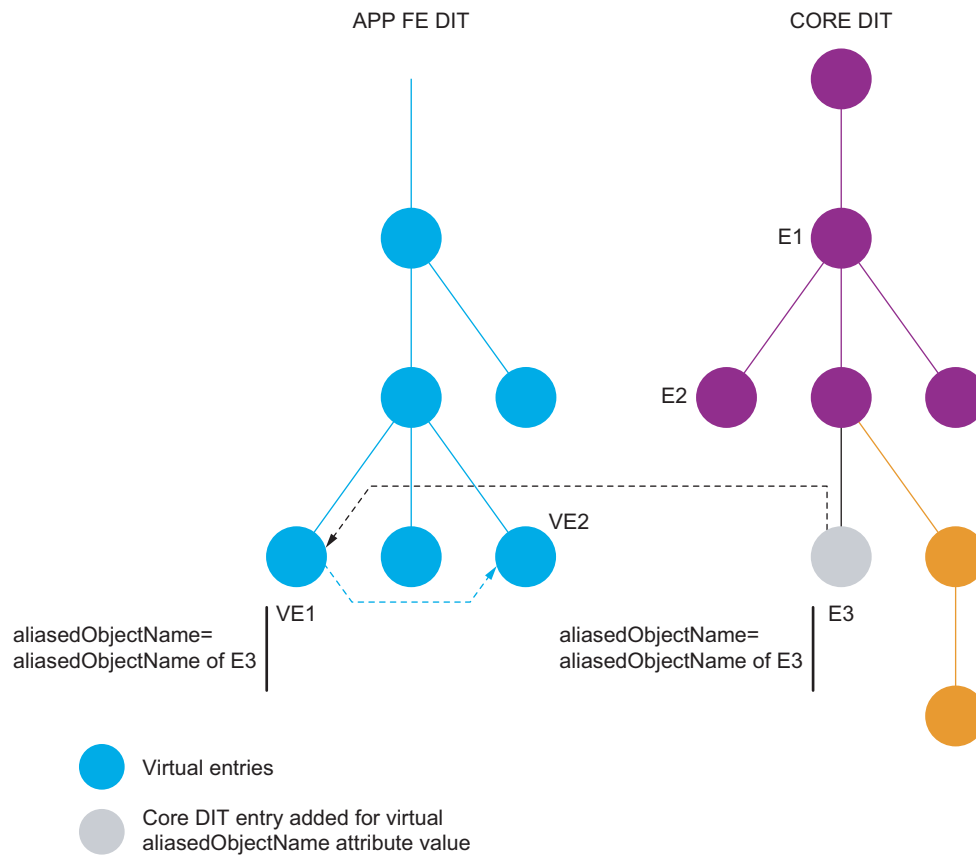 APP FE DIT
CORE DIT
E1
E2
VE2
VE1
E3
aliasedObjectName=
aliasedObjectName of E3
aliasedObjectName=
aliasedObjectName of E3
Virtual entries
Core DIT entry added for virtual
aliasedObjectName attribute value